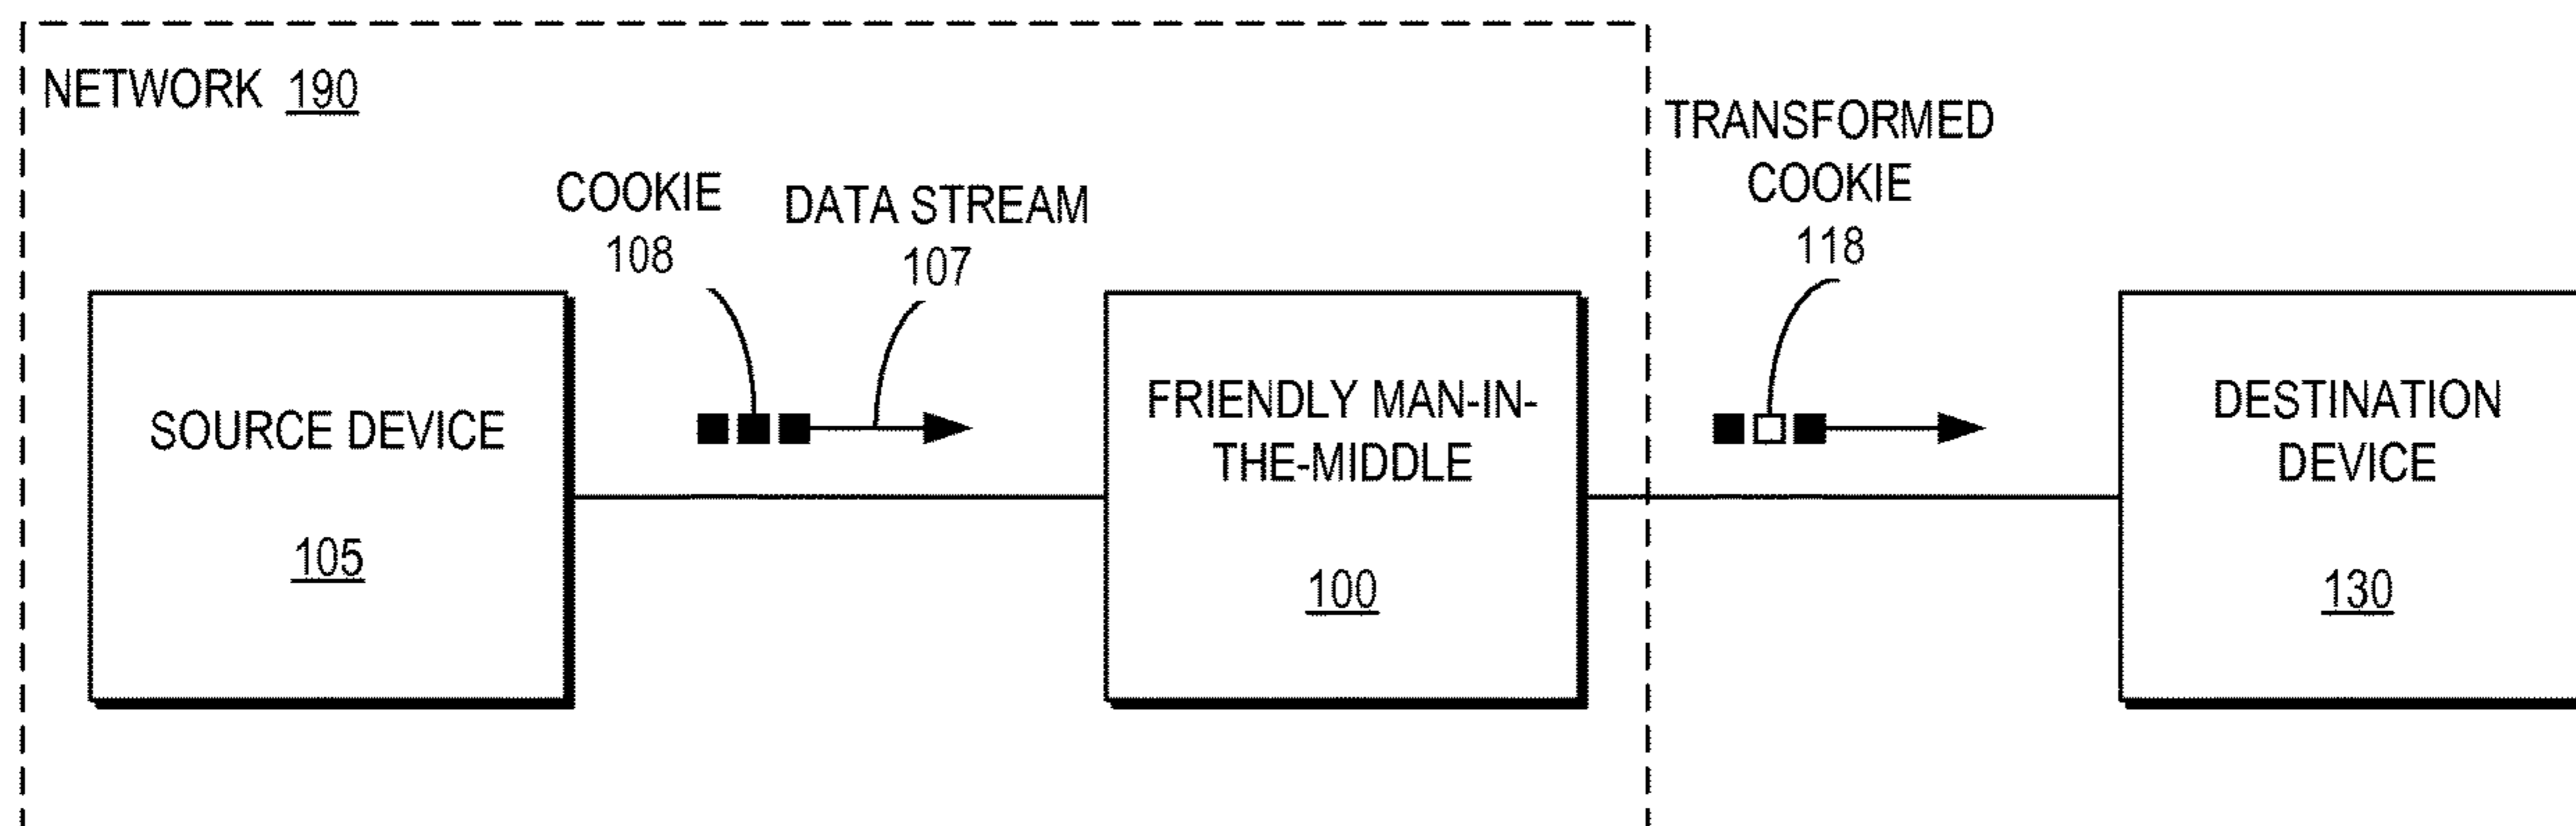 NETWORK 190
COOKIE
108
DATA STREAM
107
TRANSFORMED
COOKIE
118
SOURCE DEVICE
105
FRIENDLY MAN-IN-
THE-MIDDLE
100
DESTINATION
DEVICE
130